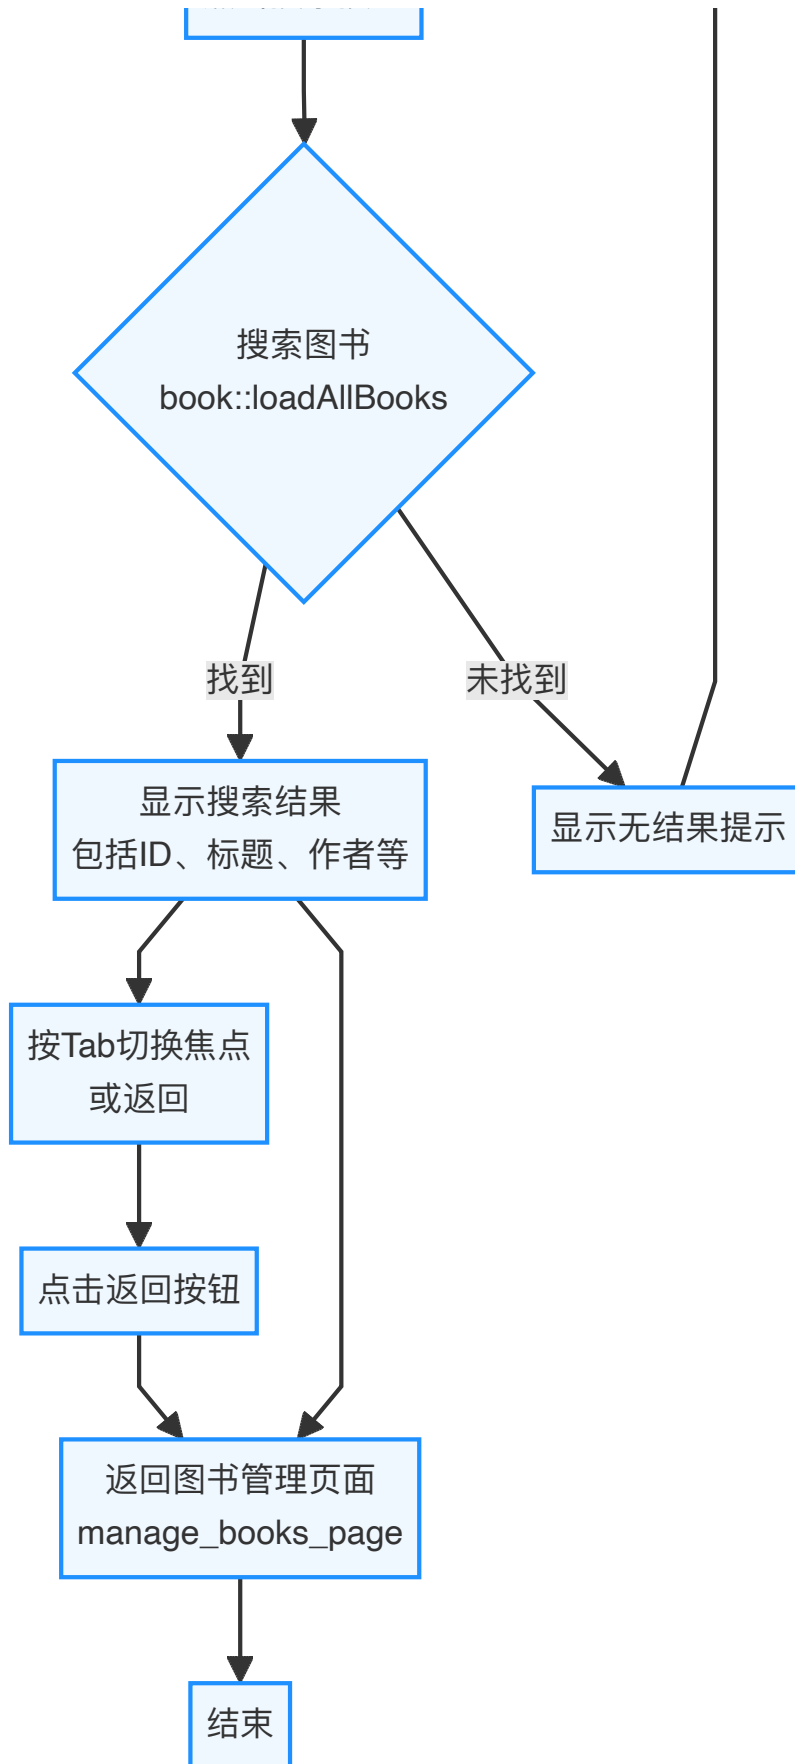 搜索图书
book::loadAllBooks
找到
未找到
显示搜索结果
包括ID、标题、作者等
显示无结果提示
按Tab切换焦点
或返回
点击返回按钮
返回图书管理页面
manage_books_page
结束